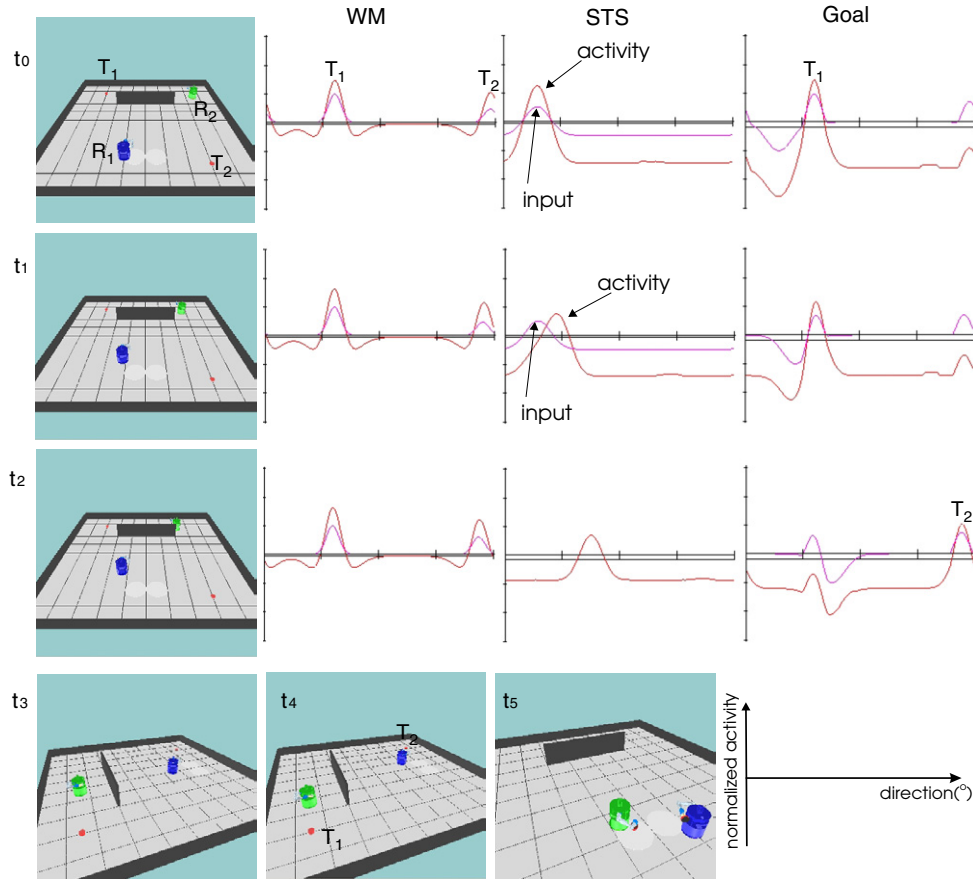 WM
STS
Goal
t0
T1
R2
R1
T2
T1
T2
activity
input
T1
t1
activity
input
t2
T2
t3
t4
T2
T1
t5
normalized activity
direction(°)